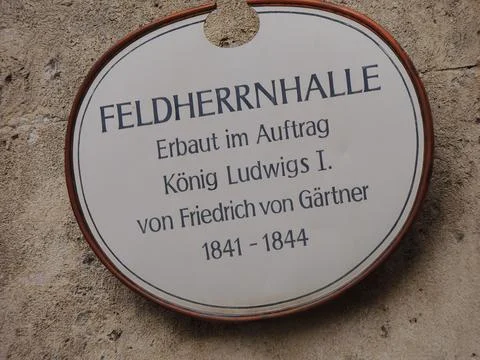 FELDHERRNHALLE
Erbaut im Auftrag
König Ludwigs I.
von Friedrich von Gärtner
1841 - 1844